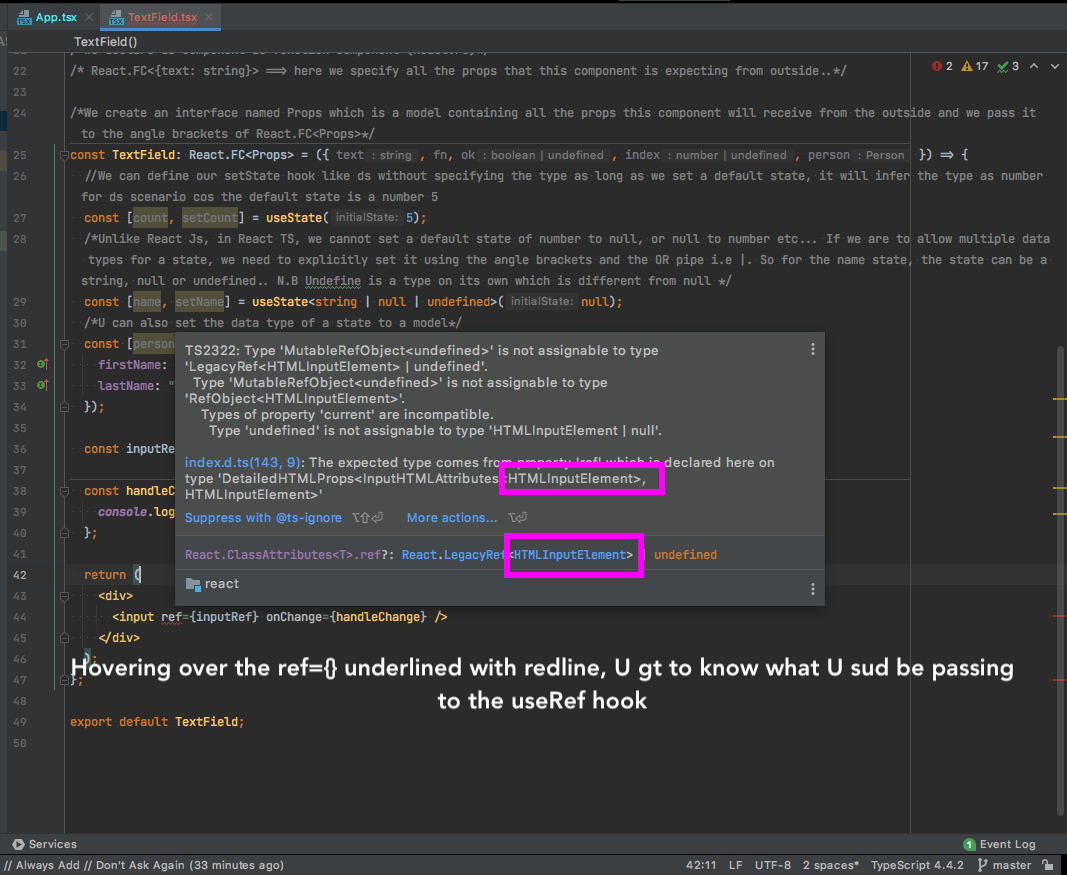 App.tsx TextField.tsx
TextField()
22 /* React.FC<{text: string}> ==> here we specify all the props that this component is expecting from outside..*/
23
24 /*We create an interface named Props which is a model containing all the props this component will receive from the outside and we pass it
to the angle brackets of React.FC<Props>*/
2 17 3
25 const TextField: React.FC<Props> = ({ text : string , fn, ok : boolean | undefined , index : number | undefined , person : Person }) => {
26 //We can define our setState hook like ds without specifying the type as long as we set a default state, it will infer the type as number
for ds scenario cos the default state is a number 5
27 const [count, setCount] = useState( initialState: 5);
28 /*Unlike React Js, in React TS, we cannot set a default state of number to null, or null to number etc... If we are to allow multiple data
types for a state, we need to explicitly set it using the angle brackets and the OR pipe i.e |. So for the name state, the state can be a
string, null or undefined.. N.B Undefine is a type on its own which is different from null */
29 const [name, setName] = useState<string | null | undefined>( initialState: null);
30 /*U can also set the data type of a state to a model*/
31 const [person
32 firstName:
33 lastName: "
34 });
35
36 const inputRe
37
38 const handleC
39 console.log
40 };
41
42 return (
43 <div>
44 <input ref={inputRef} onChange={handleChange} />
45 </div>
46 );
47 };
48
49 export default TextField;
50
TS2322: Type 'MutableRefObject<undefined>' is not assignable to type
'LegacyRef<HTMLInputElement> | undefined'.
Type 'MutableRefObject<undefined>' is not assignable to type
'RefObject<HTMLInputElement>'.
Types of property 'current' are incompatible.
Type 'undefined' is not assignable to type 'HTMLInputElement | null'.
index.d.ts(143, 9): The expected type comes from property 'ref' which is declared here on
type 'DetailedHTMLProps<InputHTMLAttributes<HTMLInputElement>,
HTMLInputElement>'
Suppress with @ts-ignore ⌥⇧⏎ More actions... ⌥⏎
React.ClassAttributes<T>.ref?: React.LegacyRef<HTMLInputElement> | undefined
react
Hovering over the ref={} underlined with redline, U gt to know what U sud be passing
to the useRef hook
Services 1 Event Log
// Always Add // Don't Ask Again (33 minutes ago) 42:11 LF UTF-8 2 spaces* TypeScript 4.4.2 master